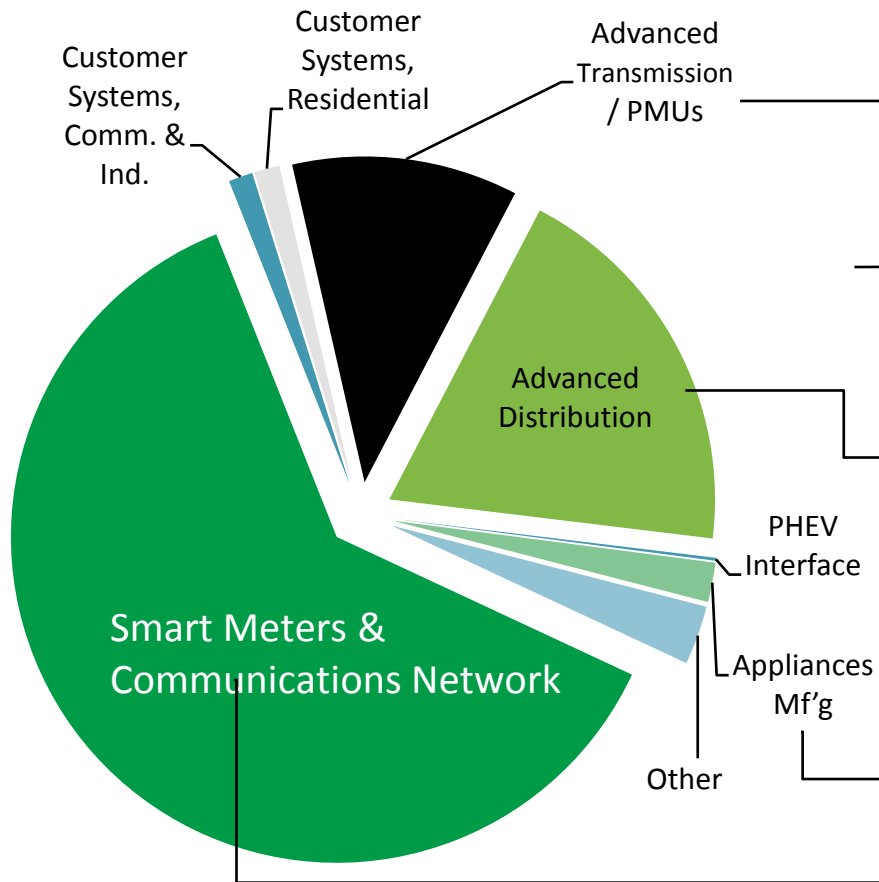 Customer
Systems,
Comm. &
Ind.
Customer
Systems,
Residential
Advanced
Transmission
/ PMUs
Advanced
Distribution
PHEV
Interface
Smart Meters &
Communications Network
Appliances
Mf’g
Other